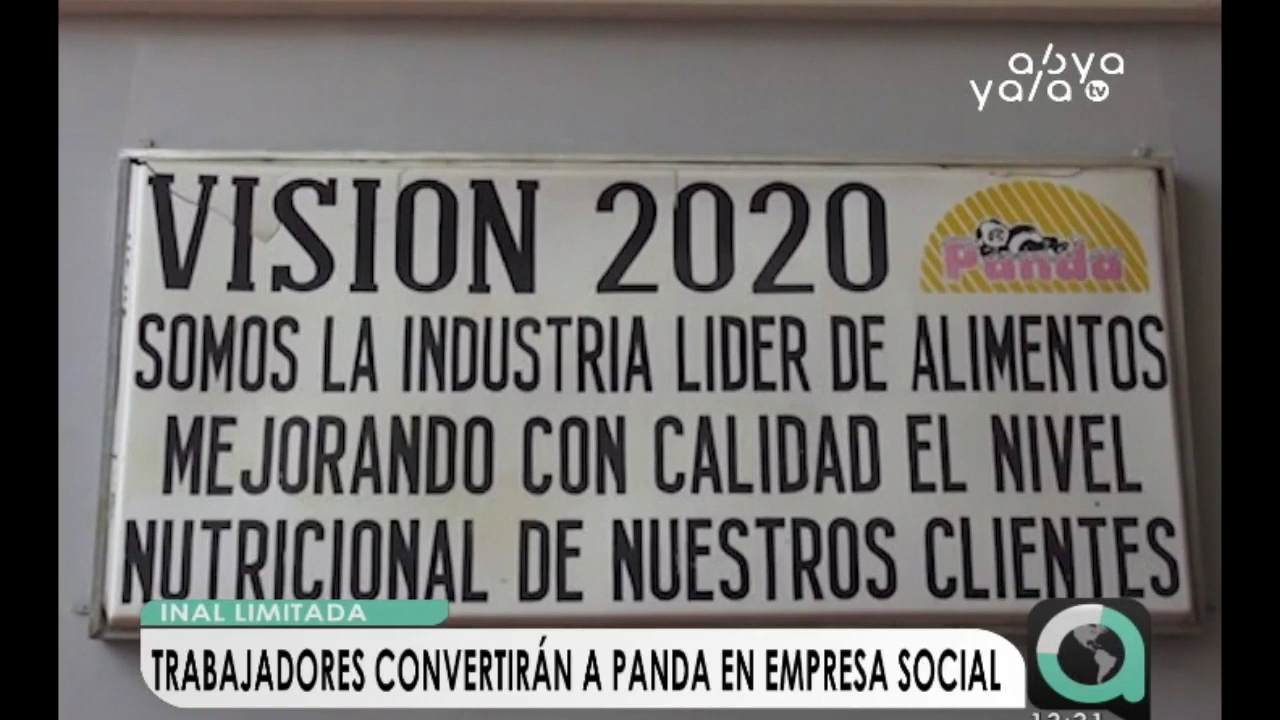 abya
yala tv
VISION 2020
Panda
SOMOS LA INDUSTRIA LIDER DE ALIMENTOS
MEJORANDO CON CALIDAD EL NIVEL
NUTRICIONAL DE NUESTROS CLIENTES
INAL LIMITADA
TRABAJADORES CONVERTIRÁN A PANDA EN EMPRESA SOCIAL